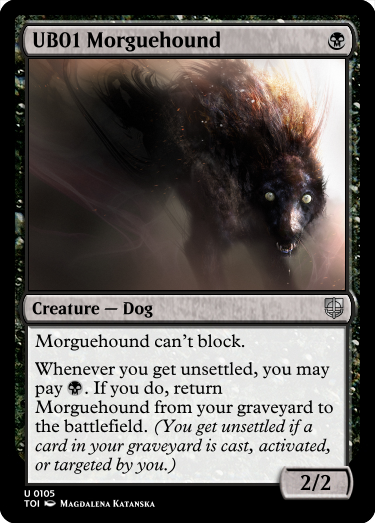 UB01 Morguehound
Creature — Dog
Morguehound can't block.
Whenever you get unsettled, you may
pay . If you do, return
Morguehound from your graveyard to
the battlefield. (You get unsettled if a
card in your graveyard is cast, activated,
or targeted by you.)
2/2
U 0105
TOI Magdalena Katanska